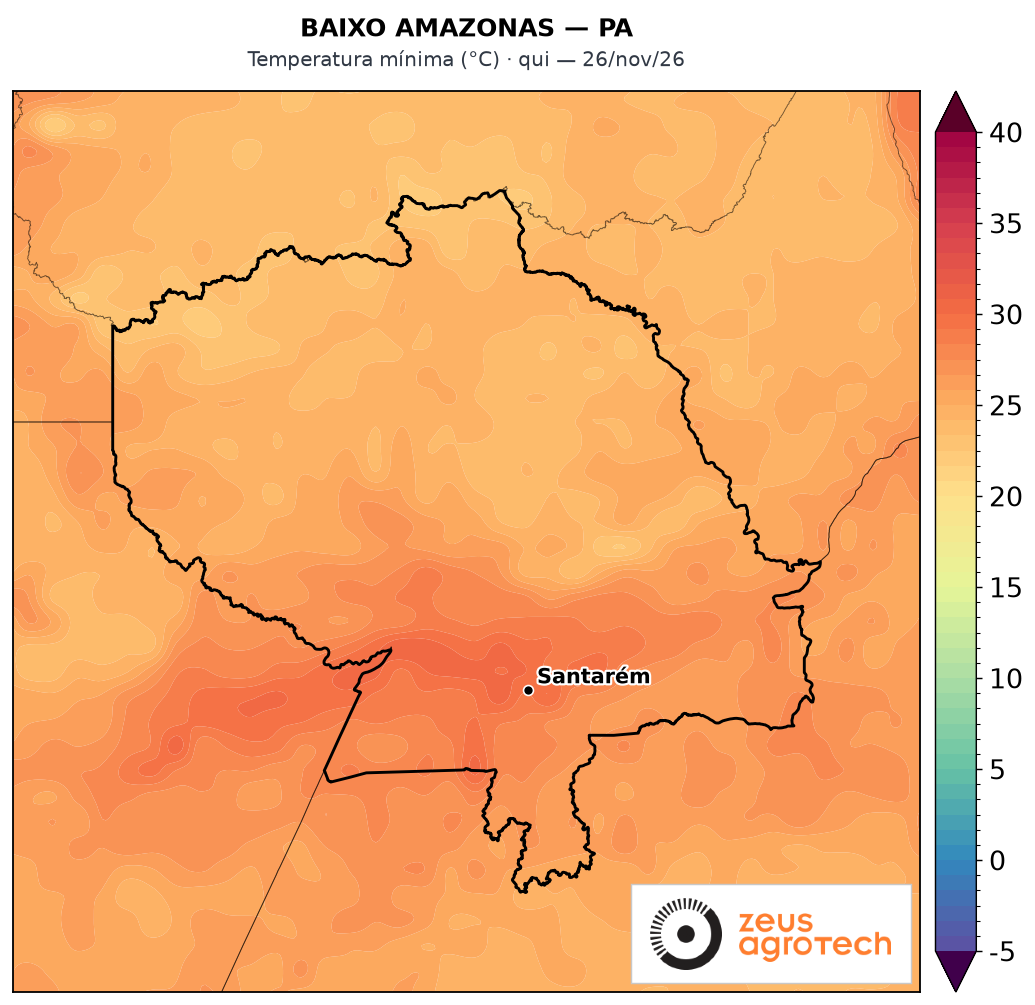 BAIXO AMAZONAS — PA
Temperatura mínima (°C) · qui — 26/nov/26
40
35
30
25
20
15
10
5
0
-5
Santarém
zeus
agrotech